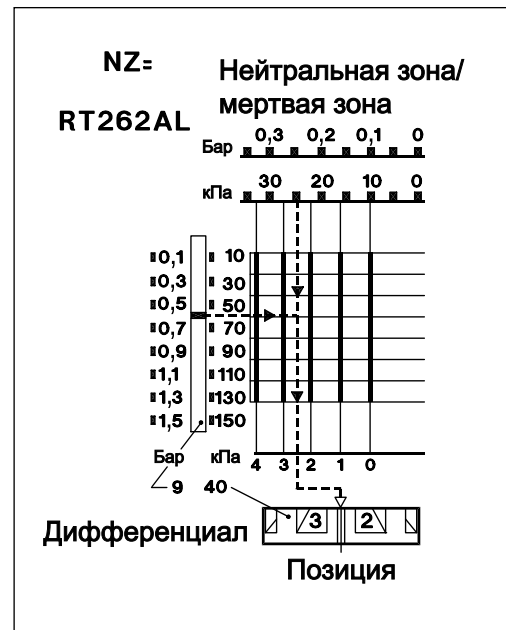 NZ=
Нейтральная зона/
мертвая зона
RT262AL
Бар 0,3 0,2 0,1 0
кПа 30 20 10 0
0,1 10
0,3 30
0,5 50
0,7 70
0,9 90
1,1 110
1,3 130
1,5 150
Бар кПа 4 3 2 1 0
9 40
3 2
Дифференциал
Позиция